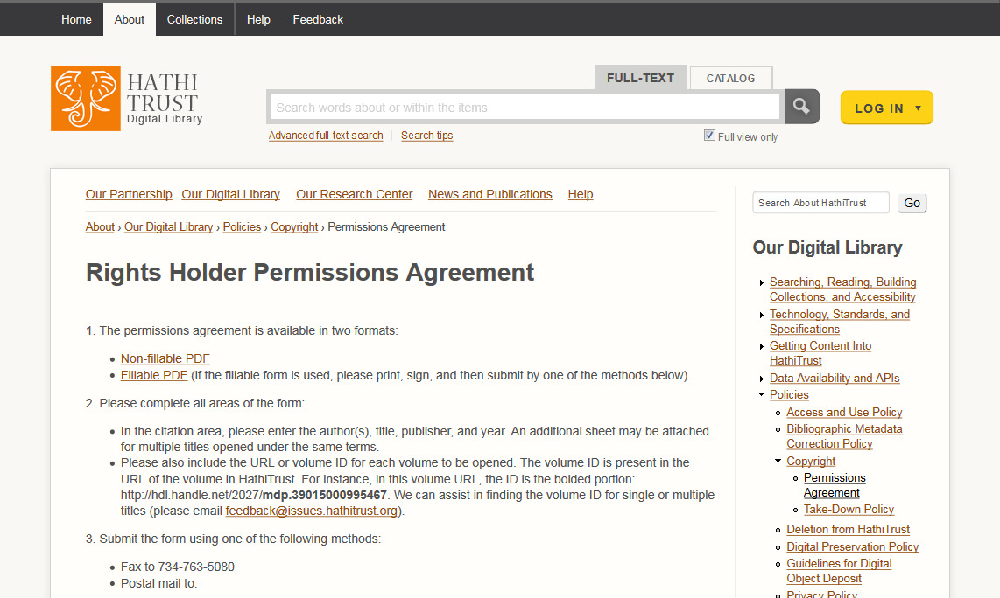 Home About Collections Help Feedback
HATHI
TRUST
Digital Library
FULL-TEXT CATALOG
Search words about or within the items
LOG IN
Advanced full-text search Search tips
Full view only
Our Partnership Our Digital Library Our Research Center News and Publications Help
About › Our Digital Library › Policies › Copyright › Permissions Agreement
Rights Holder Permissions Agreement
1. The permissions agreement is available in two formats:
Non-fillable PDF
Fillable PDF (if the fillable form is used, please print, sign, and then submit by one of the methods below)
2. Please complete all areas of the form:
In the citation area, please enter the author(s), title, publisher, and year. An additional sheet may be attached
for multiple titles opened under the same terms.
Please also include the URL or volume ID for each volume to be opened. The volume ID is present in the
URL of the volume in HathiTrust. For instance, in this volume URL, the ID is the bolded portion:
http://hdl.handle.net/2027/mdp.39015000995467. We can assist in finding the volume ID for single or multiple
titles (please email feedback@issues.hathitrust.org).
3. Submit the form using one of the following methods:
Fax to 734-763-5080
Postal mail to:
Search About HathiTrust Go
Our Digital Library
Searching, Reading, Building
Collections, and Accessibility
Technology, Standards, and
Specifications
Getting Content Into
HathiTrust
Data Availability and APIs
Policies
Access and Use Policy
Bibliographic Metadata
Correction Policy
Copyright
Permissions
Agreement
Take-Down Policy
Deletion from HathiTrust
Digital Preservation Policy
Guidelines for Digital
Object Deposit
Privacy Policy